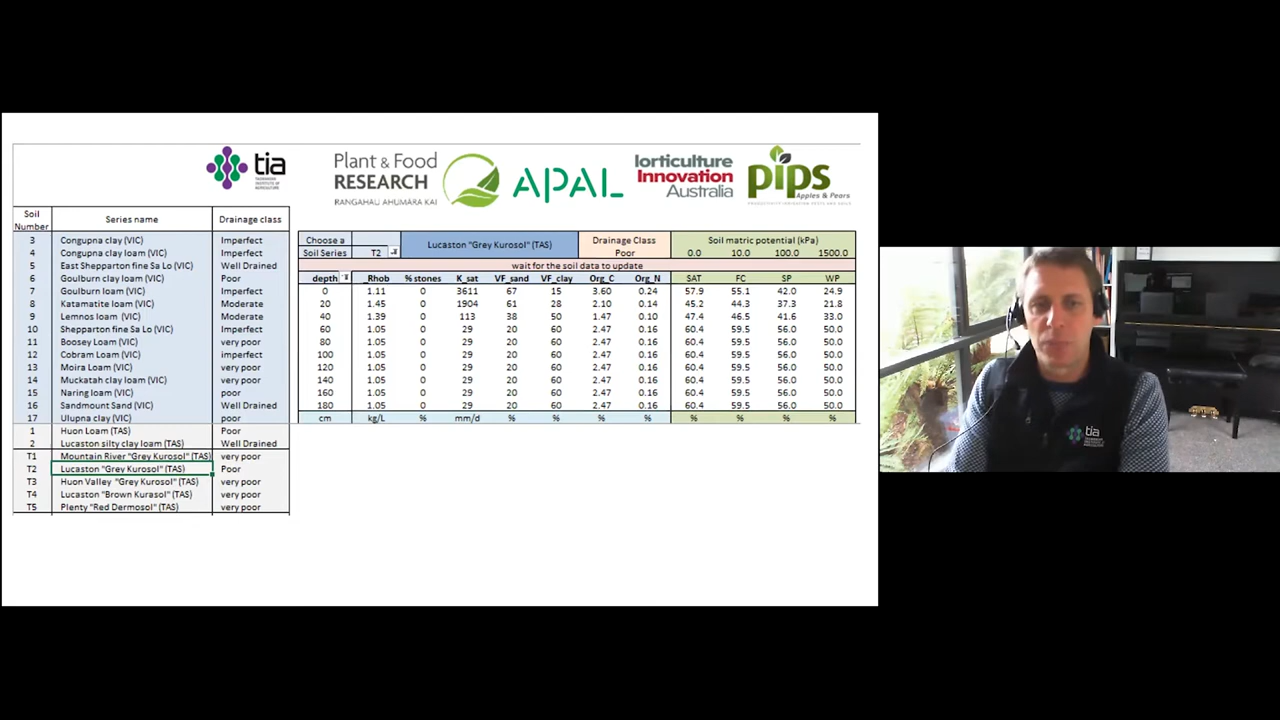 tia
TASMANIAN INSTITUTE OF AGRICULTURE
Plant & Food
RESEARCH
RANGAHAU AHUMĀRA KAI
APAL
lorticulture
Innovation
Australia
pips
Apples & Pears
Soil Number Series name Drainage class
3 Congupna clay (VIC) Imperfect
4 Congupna clay loam (VIC) Imperfect
5 East Shepparton fine Sa Lo (VIC) Well Drained
6 Goulburn clay loam (VIC) Poor
7 Goulburn loam (VIC) Imperfect
8 Katamatite loam (VIC) Moderate
9 Lemnos loam (VIC) Moderate
10 Shepparton fine Sa Lo (VIC) Imperfect
11 Boosey Loam (VIC) very poor
12 Cobram Loam (VIC) imperfect
13 Moira Loam (VIC) very poor
14 Muckatah clay loam (VIC) very poor
15 Naring loam (VIC) poor
16 Sandmount Sand (VIC) Well Drained
17 Ulupna clay (VIC) poor
1 Huon Loam (TAS) Poor
2 Lucaston silty clay loam (TAS) Well Drained
T1 Mountain River "Grey Kurosol" (TAS) very poor
T2 Lucaston "Grey Kurosol" (TAS) Poor
T3 Huon Valley "Grey Kurosol" (TAS) very poor
T4 Lucaston "Brown Kurasol" (TAS) very poor
T5 Plenty "Red Dermosol" (TAS) very poor
Choose a Soil Series T2 Lucaston "Grey Kurosol" (TAS) Drainage Class Poor Soil matric potential (kPa)
0.0 10.0 100.0 1500.0
wait for the soil data to update
depth _Rhob % stones K_sat VF_sand VF_clay Org_C Org_N SAT FC SP WP
0 1.11 0 3611 67 15 3.60 0.24 57.9 55.1 42.0 24.9
20 1.45 0 1904 61 28 2.10 0.14 45.2 44.3 37.3 21.8
40 1.39 0 113 38 50 1.47 0.10 47.4 46.5 41.6 33.0
60 1.05 0 29 20 60 2.47 0.16 60.4 59.5 56.0 50.0
80 1.05 0 29 20 60 2.47 0.16 60.4 59.5 56.0 50.0
100 1.05 0 29 20 60 2.47 0.16 60.4 59.5 56.0 50.0
120 1.05 0 29 20 60 2.47 0.16 60.4 59.5 56.0 50.0
140 1.05 0 29 20 60 2.47 0.16 60.4 59.5 56.0 50.0
160 1.05 0 29 20 60 2.47 0.16 60.4 59.5 56.0 50.0
180 1.05 0 29 20 60 2.47 0.16 60.4 59.5 56.0 50.0
cm kg/L % mm/d % % % % % % % %
tia